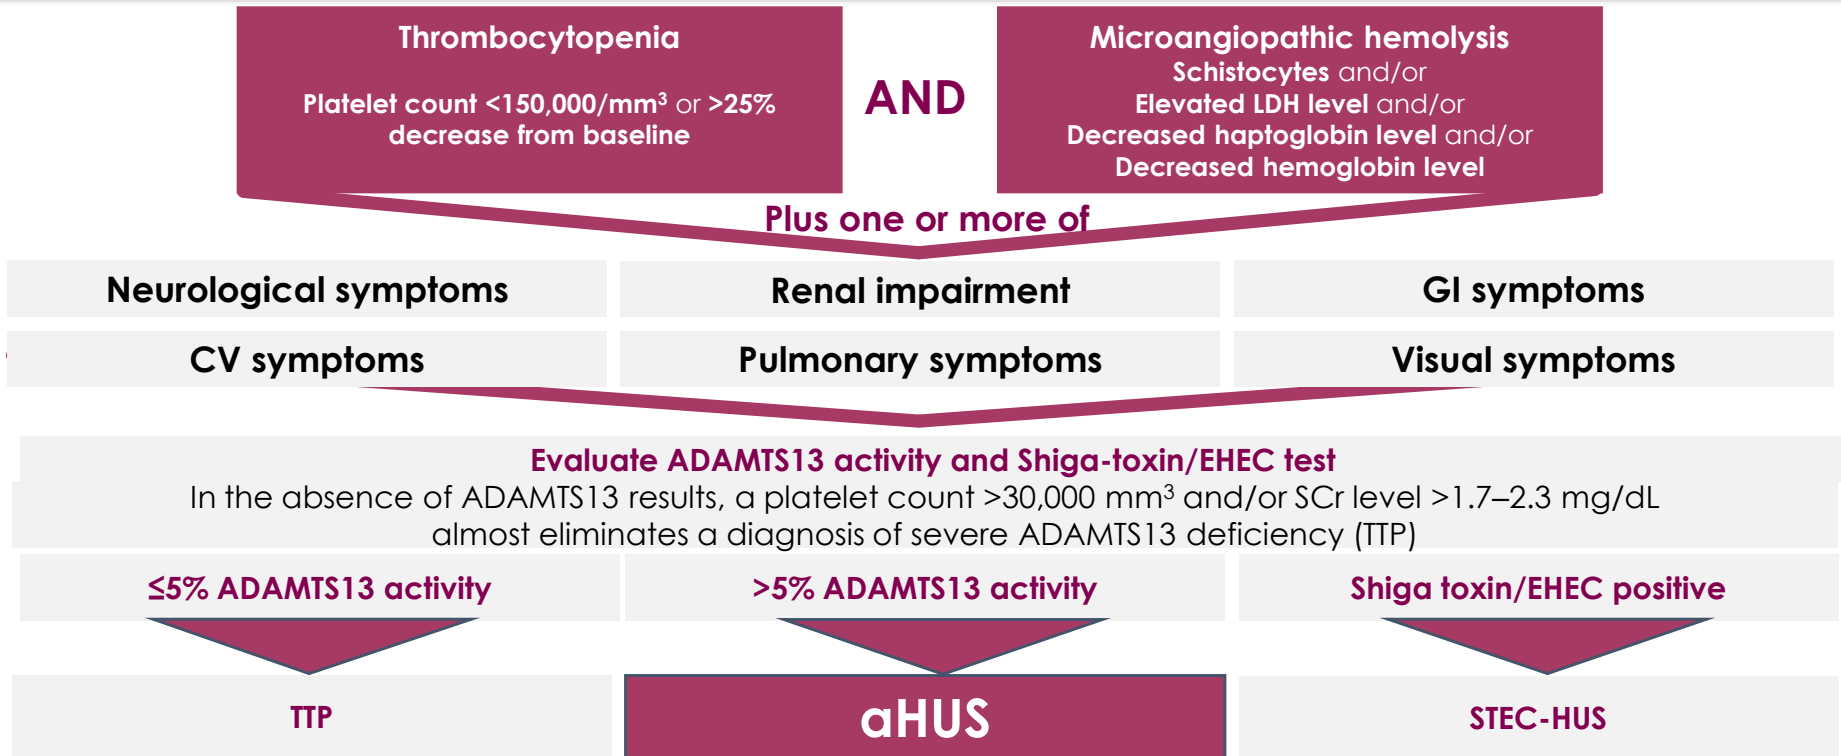 Thrombocytopenia
Platelet count <150,000/mm³ or >25%
decrease from baseline
AND
Microangiopathic hemolysis
Schistocytes and/or
Elevated LDH level and/or
Decreased haptoglobin level and/or
Decreased hemoglobin level
Plus one or more of
Neurological symptoms
Renal impairment
GI symptoms
CV symptoms
Pulmonary symptoms
Visual symptoms
Evaluate ADAMTS13 activity and Shiga-toxin/EHEC test
In the absence of ADAMTS13 results, a platelet count >30,000 mm³ and/or SCr level >1.7–2.3 mg/dL
almost eliminates a diagnosis of severe ADAMTS13 deficiency (TTP)
≤5% ADAMTS13 activity
>5% ADAMTS13 activity
Shiga toxin/EHEC positive
TTP
aHUS
STEC-HUS